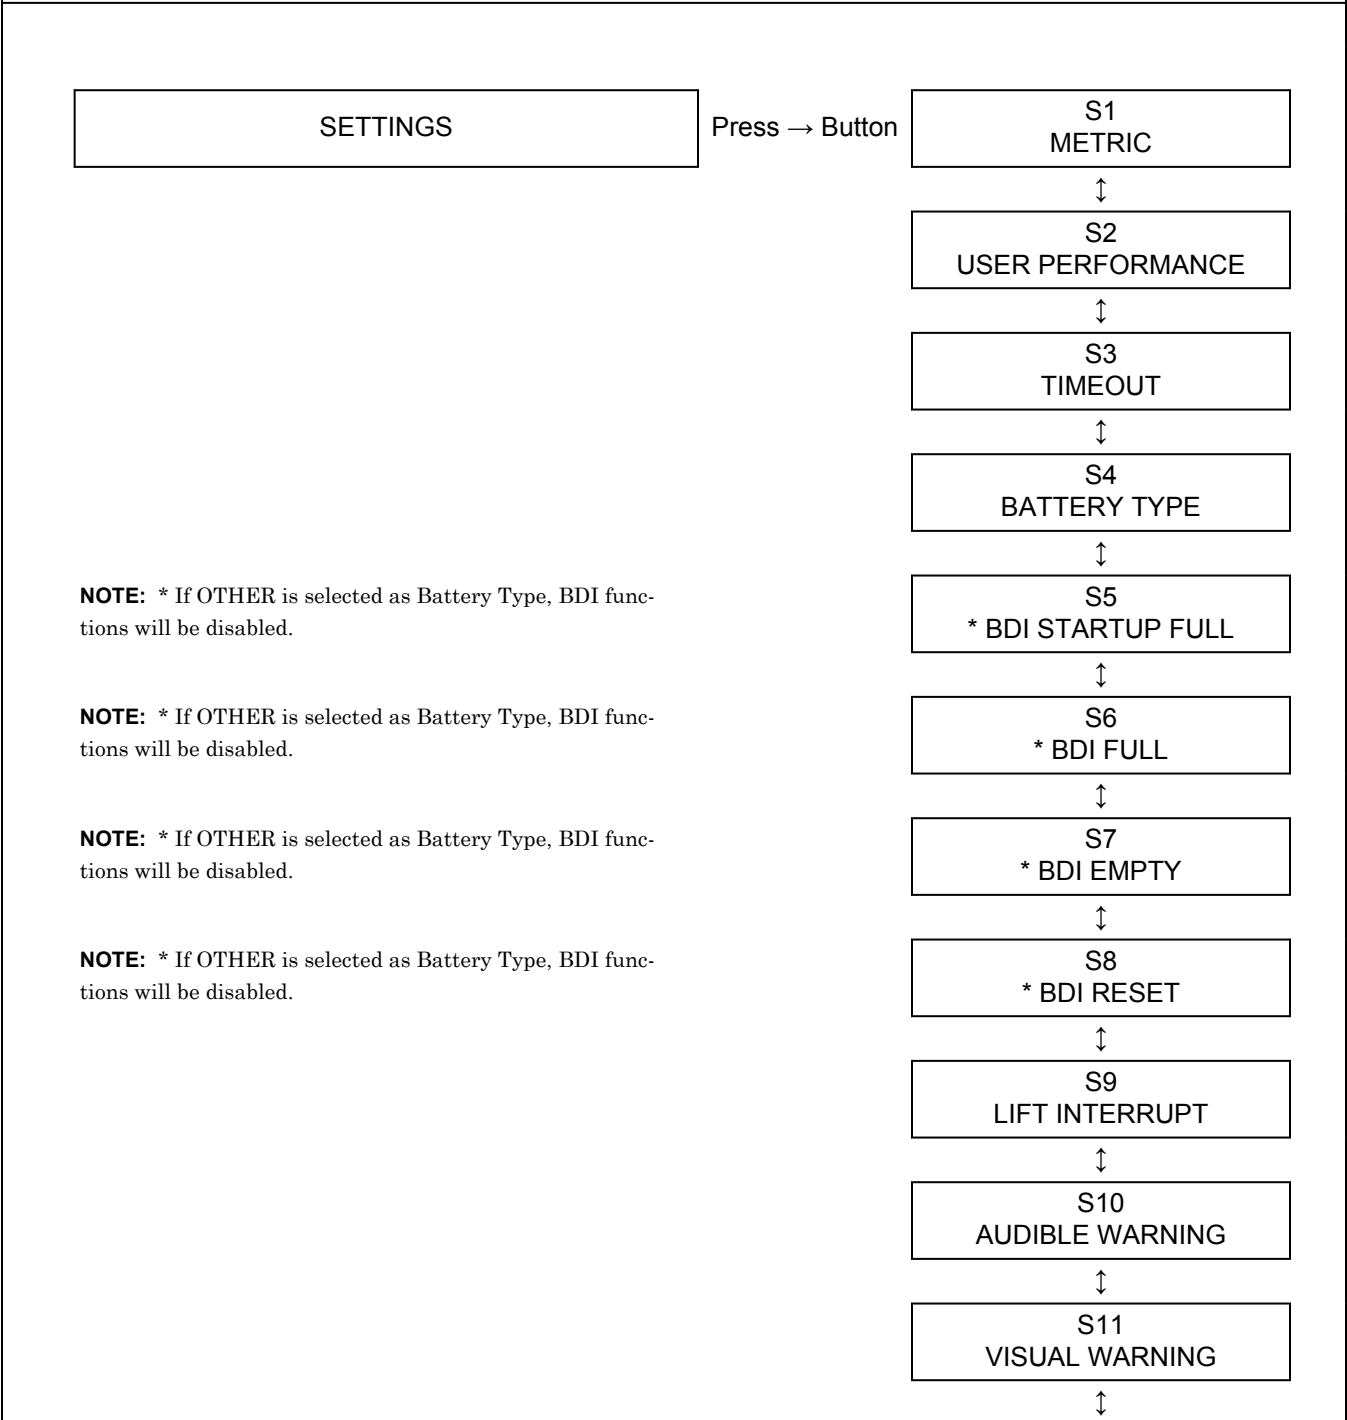 SETTINGS
Press → Button
S1
METRIC
↕
S2
USER PERFORMANCE
↕
S3
TIMEOUT
↕
S4
BATTERY TYPE
↕
NOTE: * If OTHER is selected as Battery Type, BDI func-
tions will be disabled.
S5
* BDI STARTUP FULL
↕
NOTE: * If OTHER is selected as Battery Type, BDI func-
tions will be disabled.
S6
* BDI FULL
↕
NOTE: * If OTHER is selected as Battery Type, BDI func-
tions will be disabled.
S7
* BDI EMPTY
↕
NOTE: * If OTHER is selected as Battery Type, BDI func-
tions will be disabled.
S8
* BDI RESET
↕
S9
LIFT INTERRUPT
↕
S10
AUDIBLE WARNING
↕
S11
VISUAL WARNING
↕